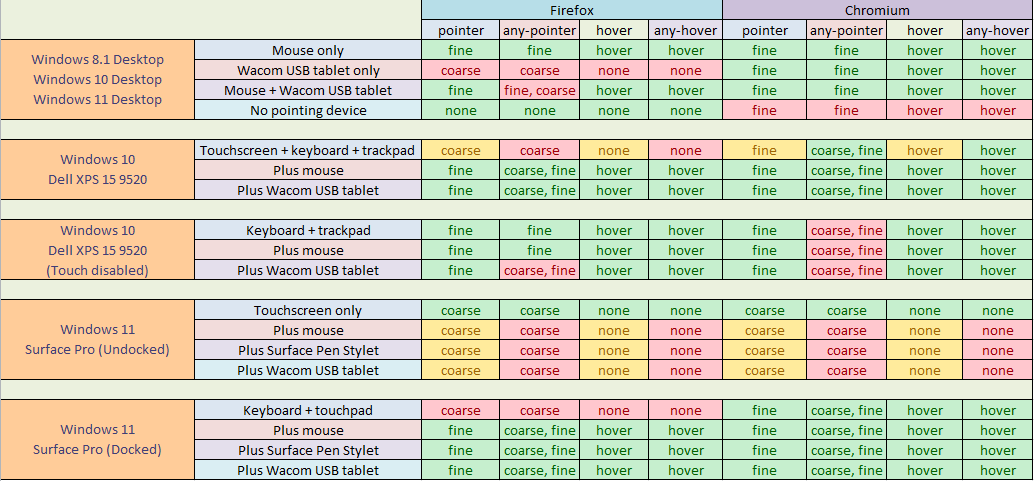 Firefox Chromium
pointer any-pointer hover any-hover pointer any-pointer hover any-hover
Windows 8.1 Desktop
Windows 10 Desktop
Windows 11 Desktop
Mouse only fine fine hover hover fine fine hover hover
Wacom USB tablet only coarse coarse none none fine fine hover hover
Mouse + Wacom USB tablet fine fine, coarse hover hover fine fine hover hover
No pointing device none none none none fine fine hover hover
Windows 10
Dell XPS 15 9520
Touchscreen + keyboard + trackpad coarse coarse none none fine coarse, fine hover hover
Plus mouse fine coarse, fine hover hover fine coarse, fine hover hover
Plus Wacom USB tablet fine coarse, fine hover hover fine coarse, fine hover hover
Windows 10
Dell XPS 15 9520
(Touch disabled)
Keyboard + trackpad fine fine hover hover fine coarse, fine hover hover
Plus mouse fine fine hover hover fine coarse, fine hover hover
Plus Wacom USB tablet fine coarse, fine hover hover fine coarse, fine hover hover
Windows 11
Surface Pro (Undocked)
Touchscreen only coarse coarse none none coarse coarse none none
Plus mouse coarse coarse none none coarse coarse none none
Plus Surface Pen Stylet coarse coarse none none coarse coarse none none
Plus Wacom USB tablet coarse coarse none none coarse coarse none none
Windows 11
Surface Pro (Docked)
Keyboard + touchpad coarse coarse none none fine coarse, fine hover hover
Plus mouse fine coarse, fine hover hover fine coarse, fine hover hover
Plus Surface Pen Stylet fine coarse, fine hover hover fine coarse, fine hover hover
Plus Wacom USB tablet fine coarse, fine hover hover fine coarse, fine hover hover